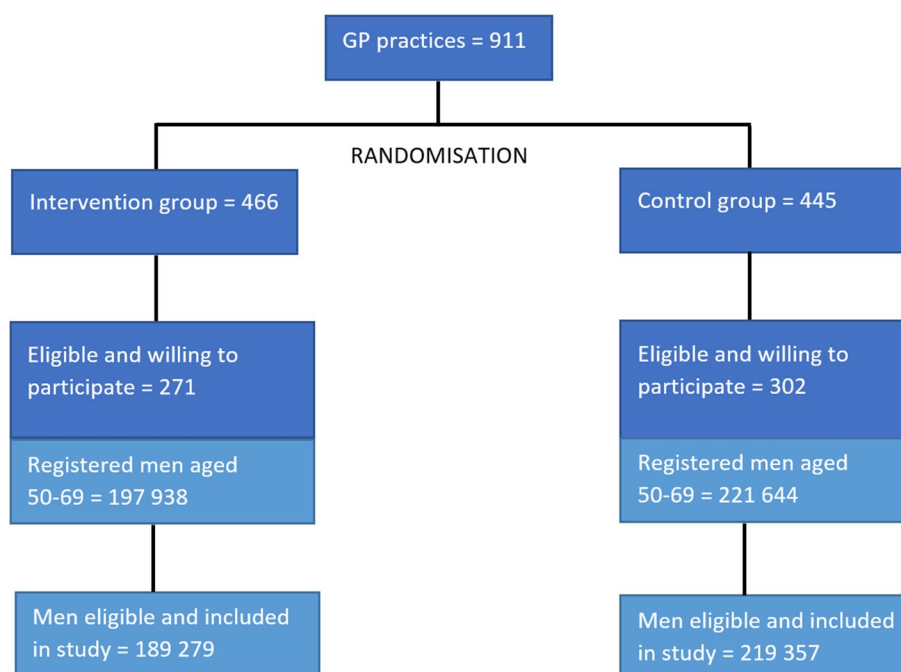 GP practices = 911
RANDOMISATION
Intervention group = 466
Control group = 445
Eligible and willing to
participate = 271
Eligible and willing to
participate = 302
Registered men aged
50-69 = 197 938
Registered men aged
50-69 = 221 644
Men eligible and included
in study = 189 279
Men eligible and included
in study = 219 357